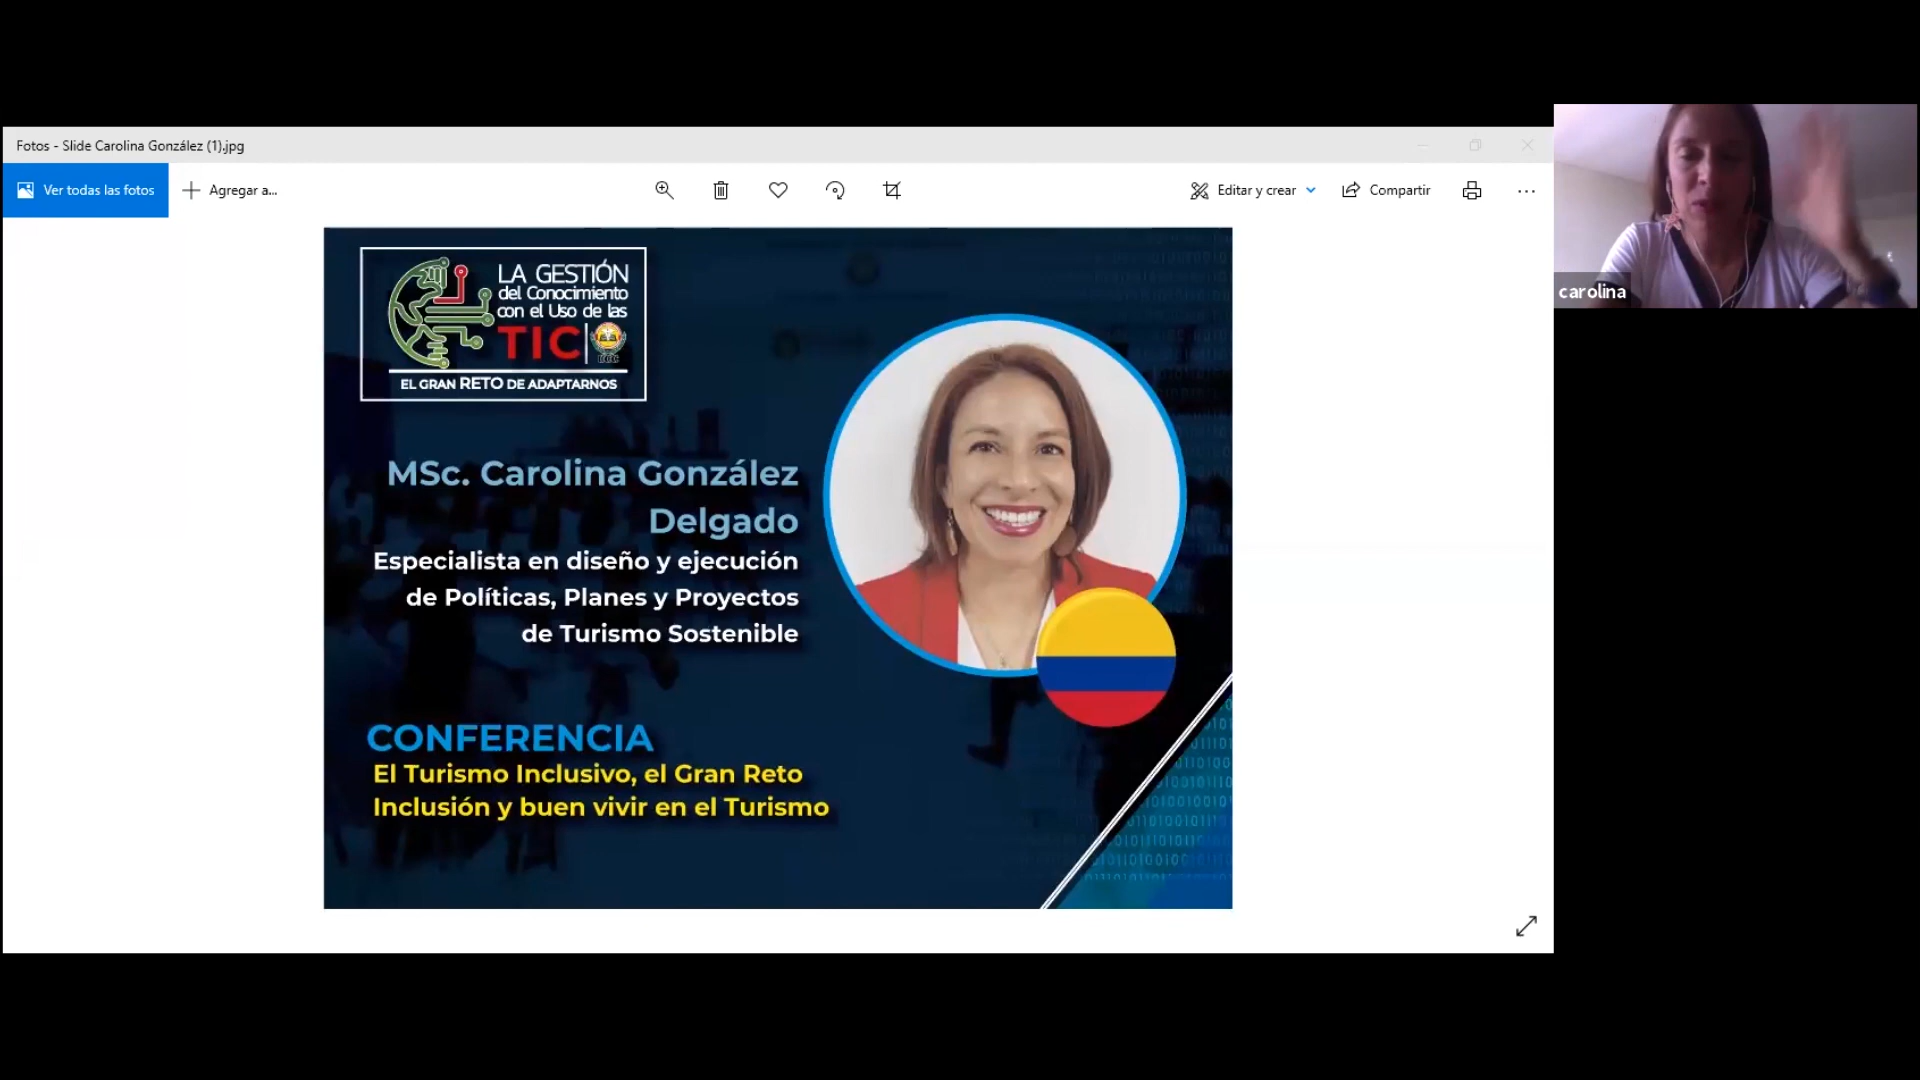 Fotos - Slide Carolina González (1).jpg
Ver todas las fotos
Agregar a...
Editar y crear
Compartir
carolina
LA GESTIÓN
del Conocimiento
con el Uso de las
TIC
EL GRAN RETO DE ADAPTARNOS
MSc. Carolina González
Delgado
Especialista en diseño y ejecución
de Políticas, Planes y Proyectos
de Turismo Sostenible
CONFERENCIA
El Turismo Inclusivo, el Gran Reto
Inclusión y buen vivir en el Turismo